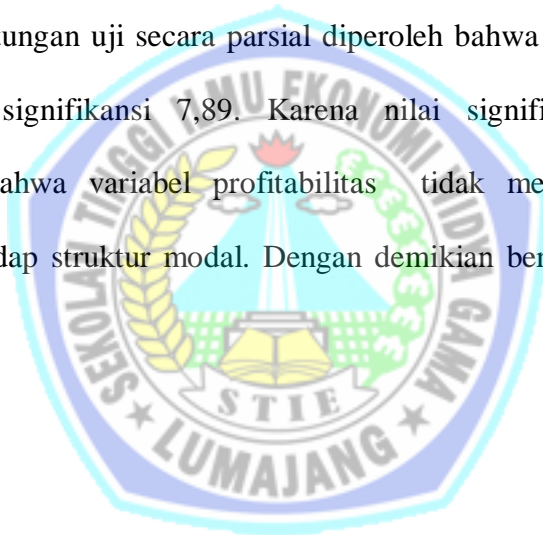 tungan uji secara parsial diperoleh bahwa
signifikansi 7,89. Karena nilai signifi
ahwa variabel profitabilitas tidak me
dap struktur modal. Dengan demikian ber
SEKOLAH TINGGI ILMU EKONOMI WIDYA GAMA
STIE
LUMAJANG